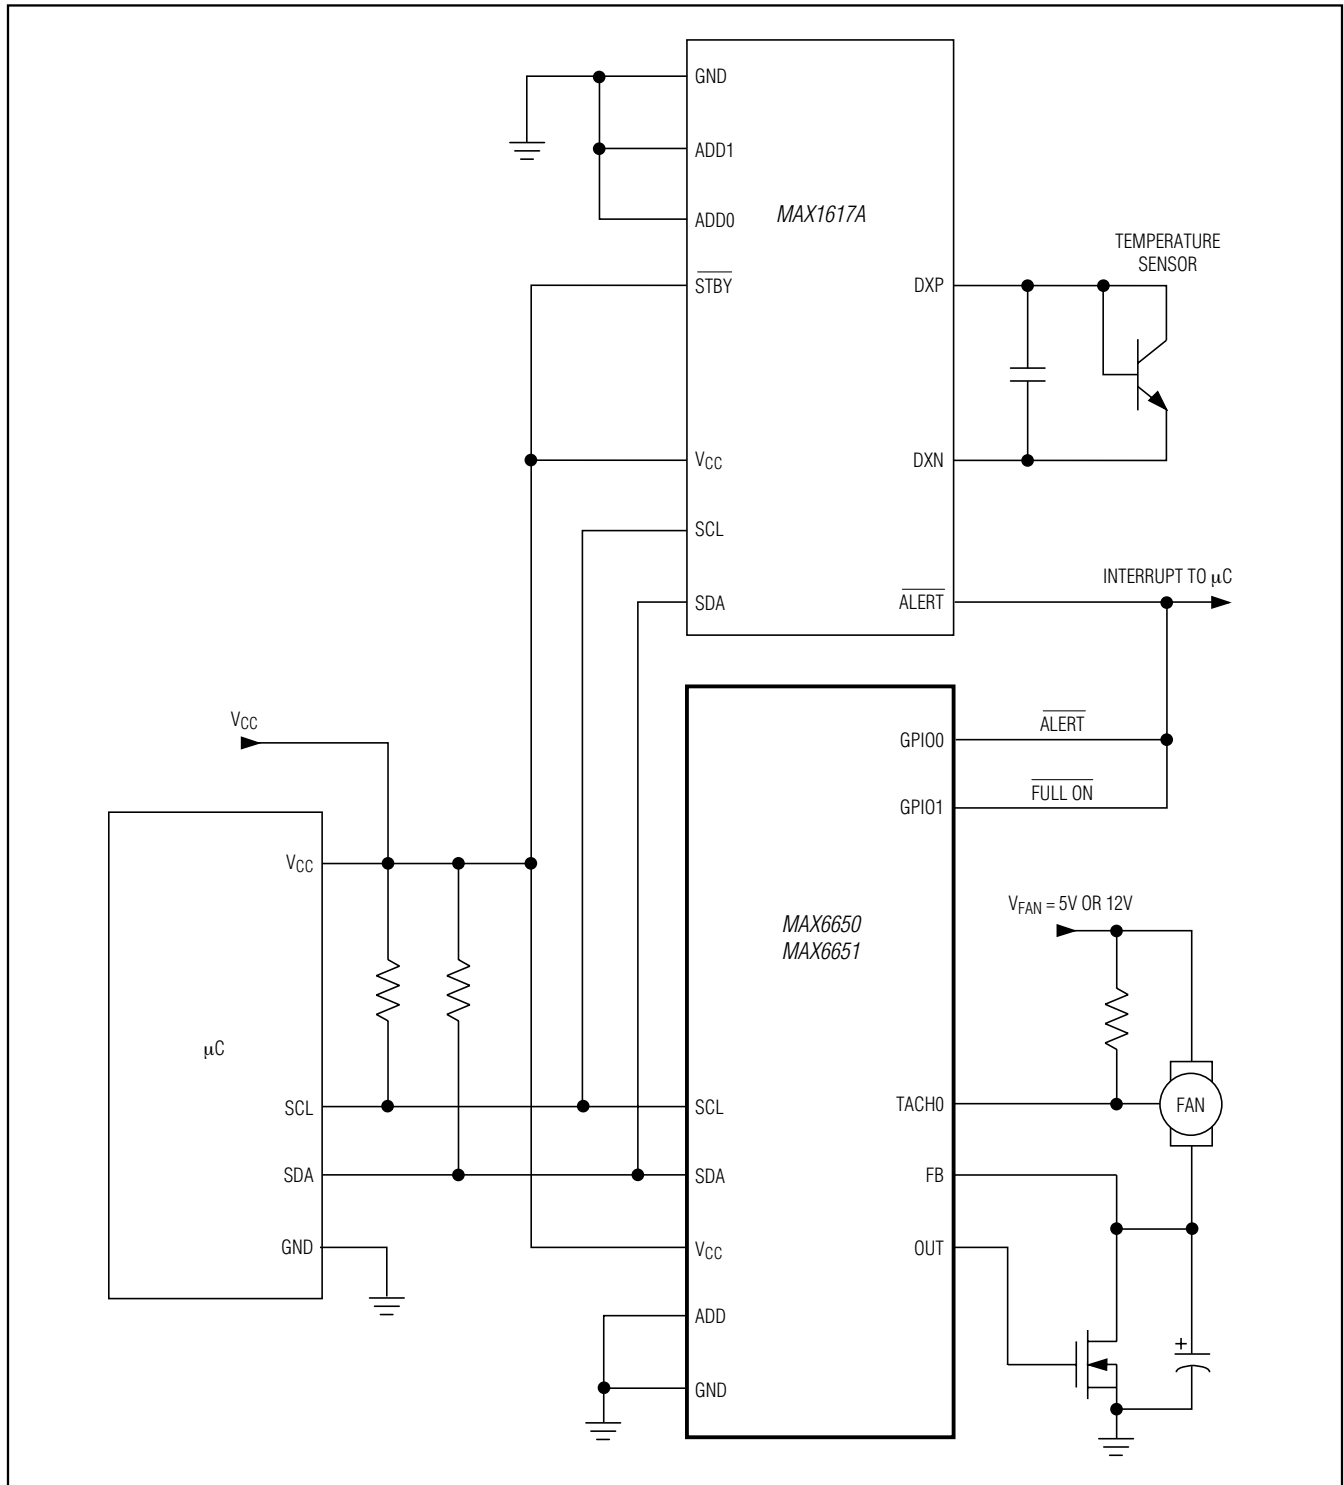 GND
ADD1
ADD0
STBY
VCC
SCL
SDA
MAX1617A
DXP
DXN
ALERT
TEMPERATURE
SENSOR
INTERRUPT TO μC
VCC
VCC
μC
SCL
SDA
GND
GPIO0
ALERT
GPIO1
FULL ON
MAX6650
MAX6651
VFAN = 5V OR 12V
SCL
SDA
VCC
ADD
GND
TACH0
FB
OUT
FAN
+